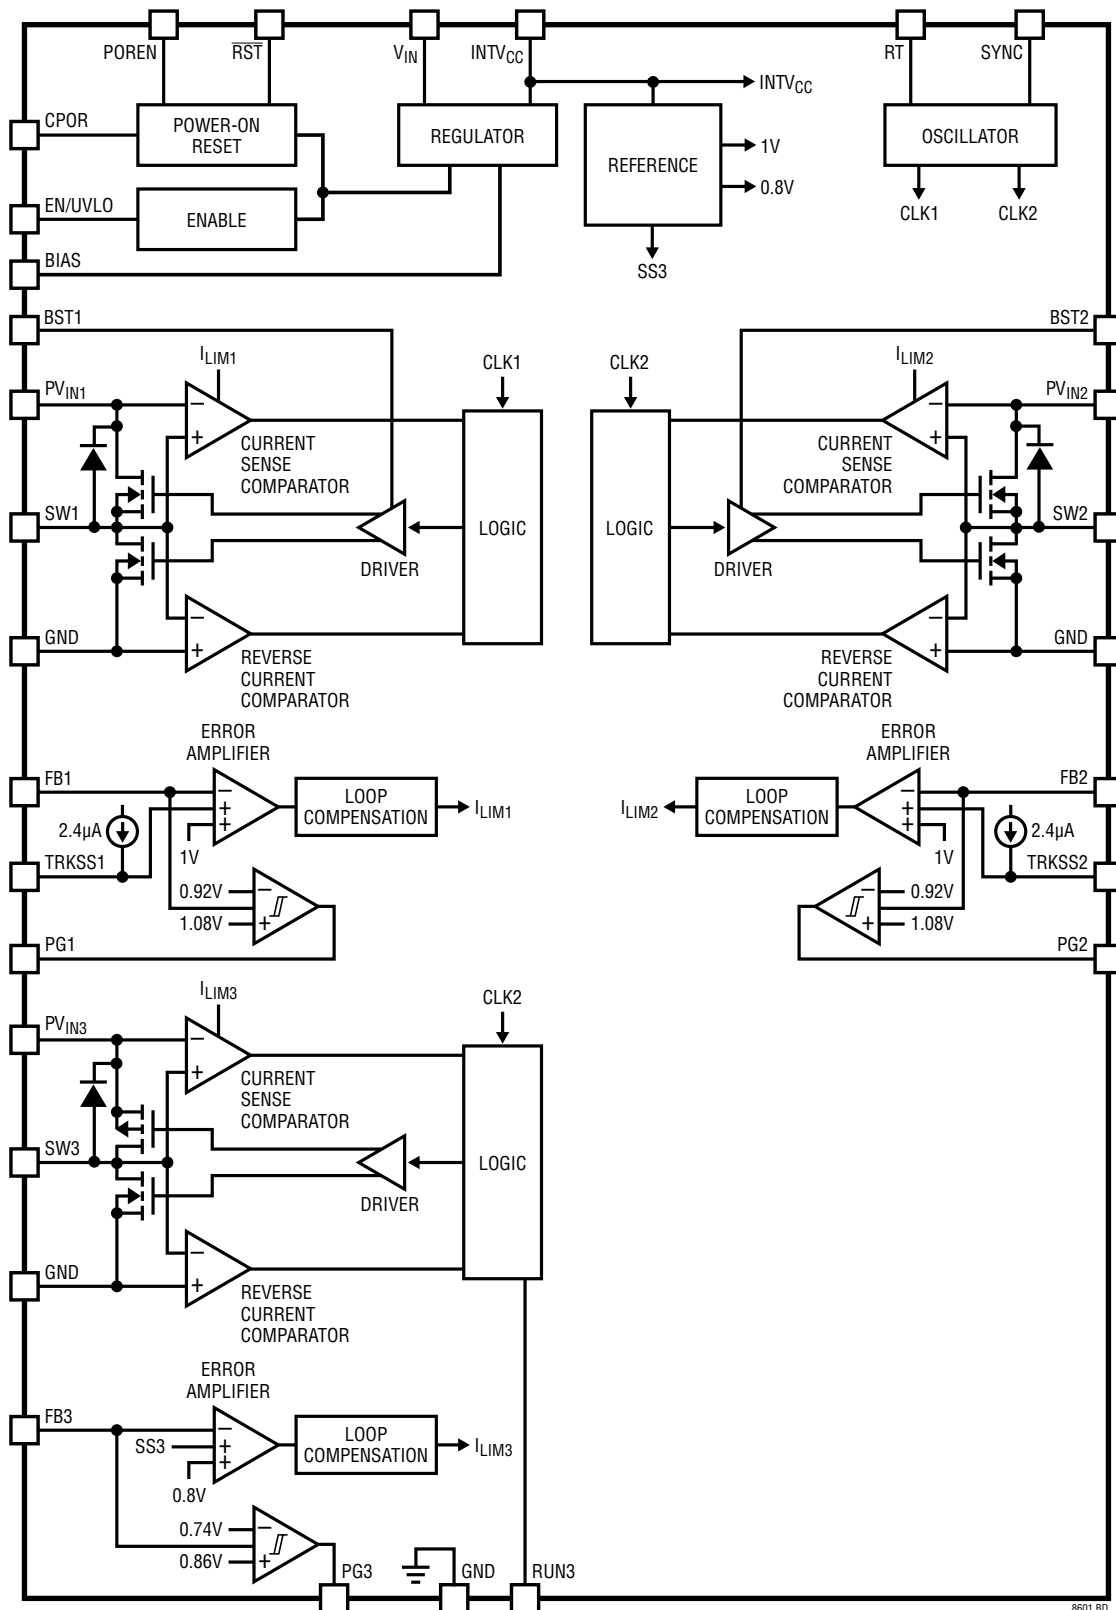 POREN
RST
VIN
INTVCC
RT
SYNC
INTVCC
CPOR
POWER-ON
RESET
REGULATOR
REFERENCE
1V
0.8V
OSCILLATOR
EN/UVLO
ENABLE
CLK1
CLK2
BIAS
SS3
BST1
BST2
ILIM1
CLK1
CLK2
ILIM2
PVIN1
PVIN2
–
+
–
+
CURRENT
SENSE
COMPARATOR
CURRENT
SENSE
COMPARATOR
SW1
LOGIC
LOGIC
SW2
DRIVER
DRIVER
–
+
–
+
GND
GND
REVERSE
CURRENT
COMPARATOR
REVERSE
CURRENT
COMPARATOR
ERROR
AMPLIFIER
ERROR
AMPLIFIER
FB1
FB2
–
+
+
LOOP
COMPENSATION
ILIM1
ILIM2
LOOP
COMPENSATION
–
+
+
2.4µA
2.4µA
1V
1V
TRKSS1
TRKSS2
0.92V
–
–
0.92V
1.08V
+
+
1.08V
PG1
PG2
ILIM3
CLK2
PVIN3
–
+
CURRENT
SENSE
COMPARATOR
SW3
LOGIC
DRIVER
–
+
GND
REVERSE
CURRENT
COMPARATOR
ERROR
AMPLIFIER
FB3
–
+
+
SS3
LOOP
COMPENSATION
ILIM3
0.8V
0.74V
–
0.86V
+
PG3
GND
RUN3
8601 BD